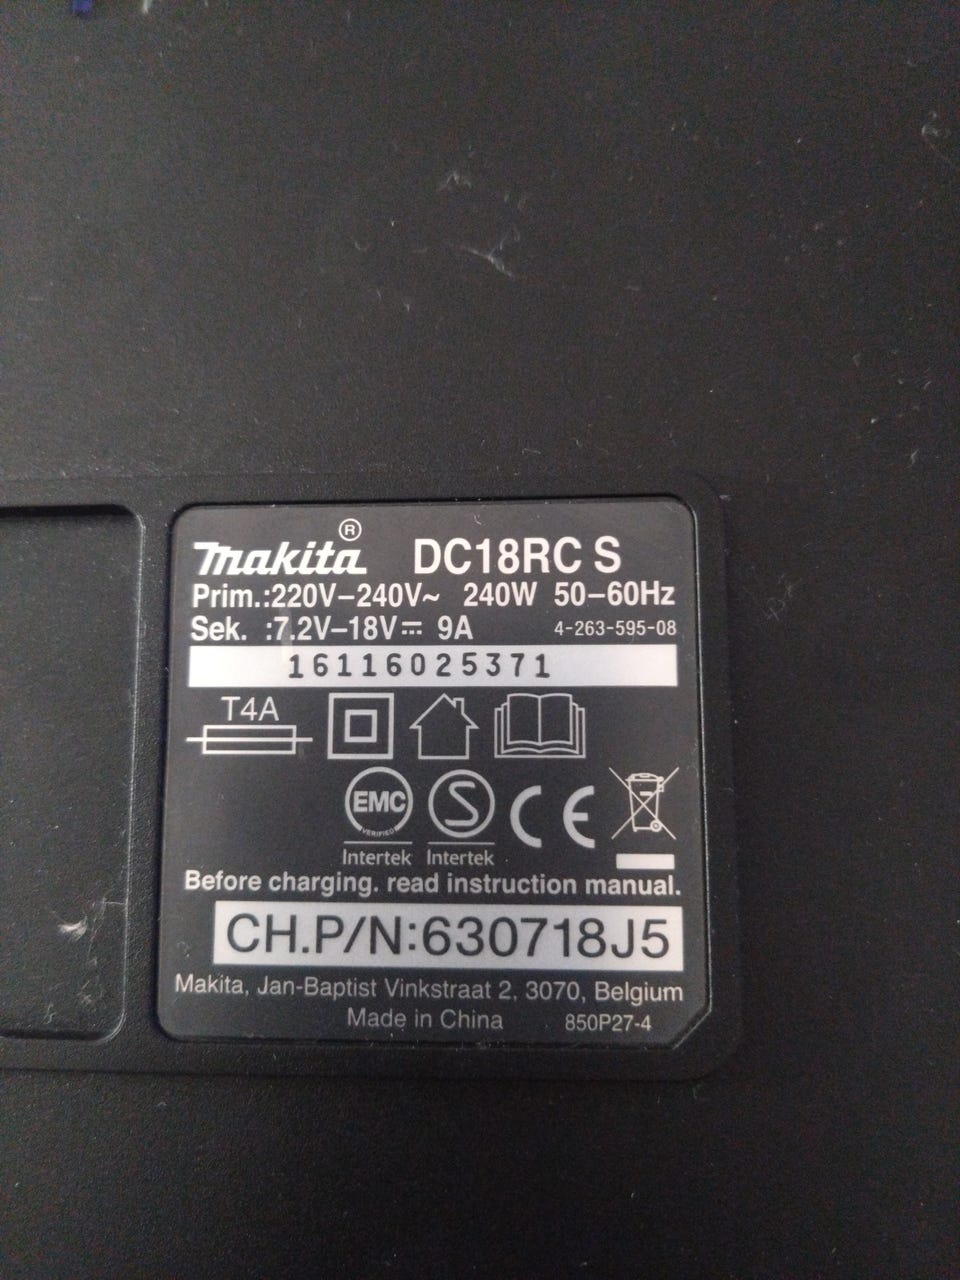 makita® DC18RC S
Prim.:220V–240V~ 240W 50–60Hz
Sek. :7.2V–18V⎓ 9A 4-263-595-08
16116025371
T4A
EMC
VERIFIED
S
CE
Intertek Intertek
Before charging. read instruction manual.
CH.P/N:630718J5
Makita, Jan-Baptist Vinkstraat 2, 3070, Belgium
Made in China 850P27-4